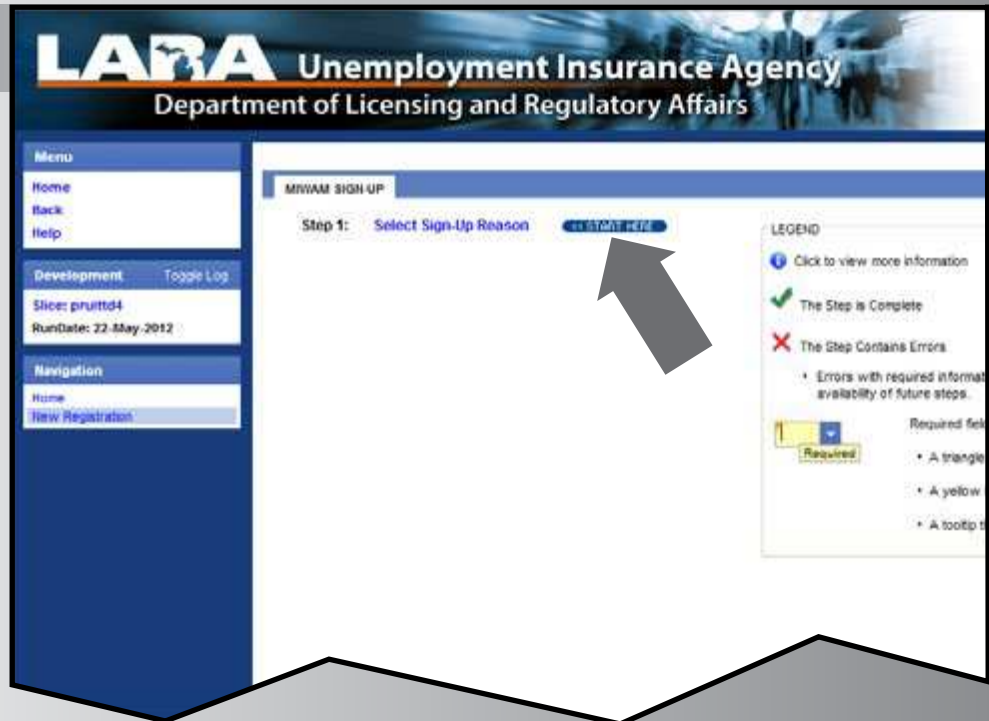 LARA Unemployment Insurance Agency
Department of Licensing and Regulatory Affairs
Menu
Home
Back
Help
Development Toggle Log
Slice: pruittd4
RunDate: 22-May-2012
Navigation
Home
New Registration
MIWAM SIGN-UP
Step 1: Select Sign-Up Reason << START HERE
LEGEND
Click to view more information
The Step is Complete
The Step Contains Errors
• Errors with required informat
availability of future steps.
Required fiel
Required
• A triangle
• A yellow
• A tooltip t